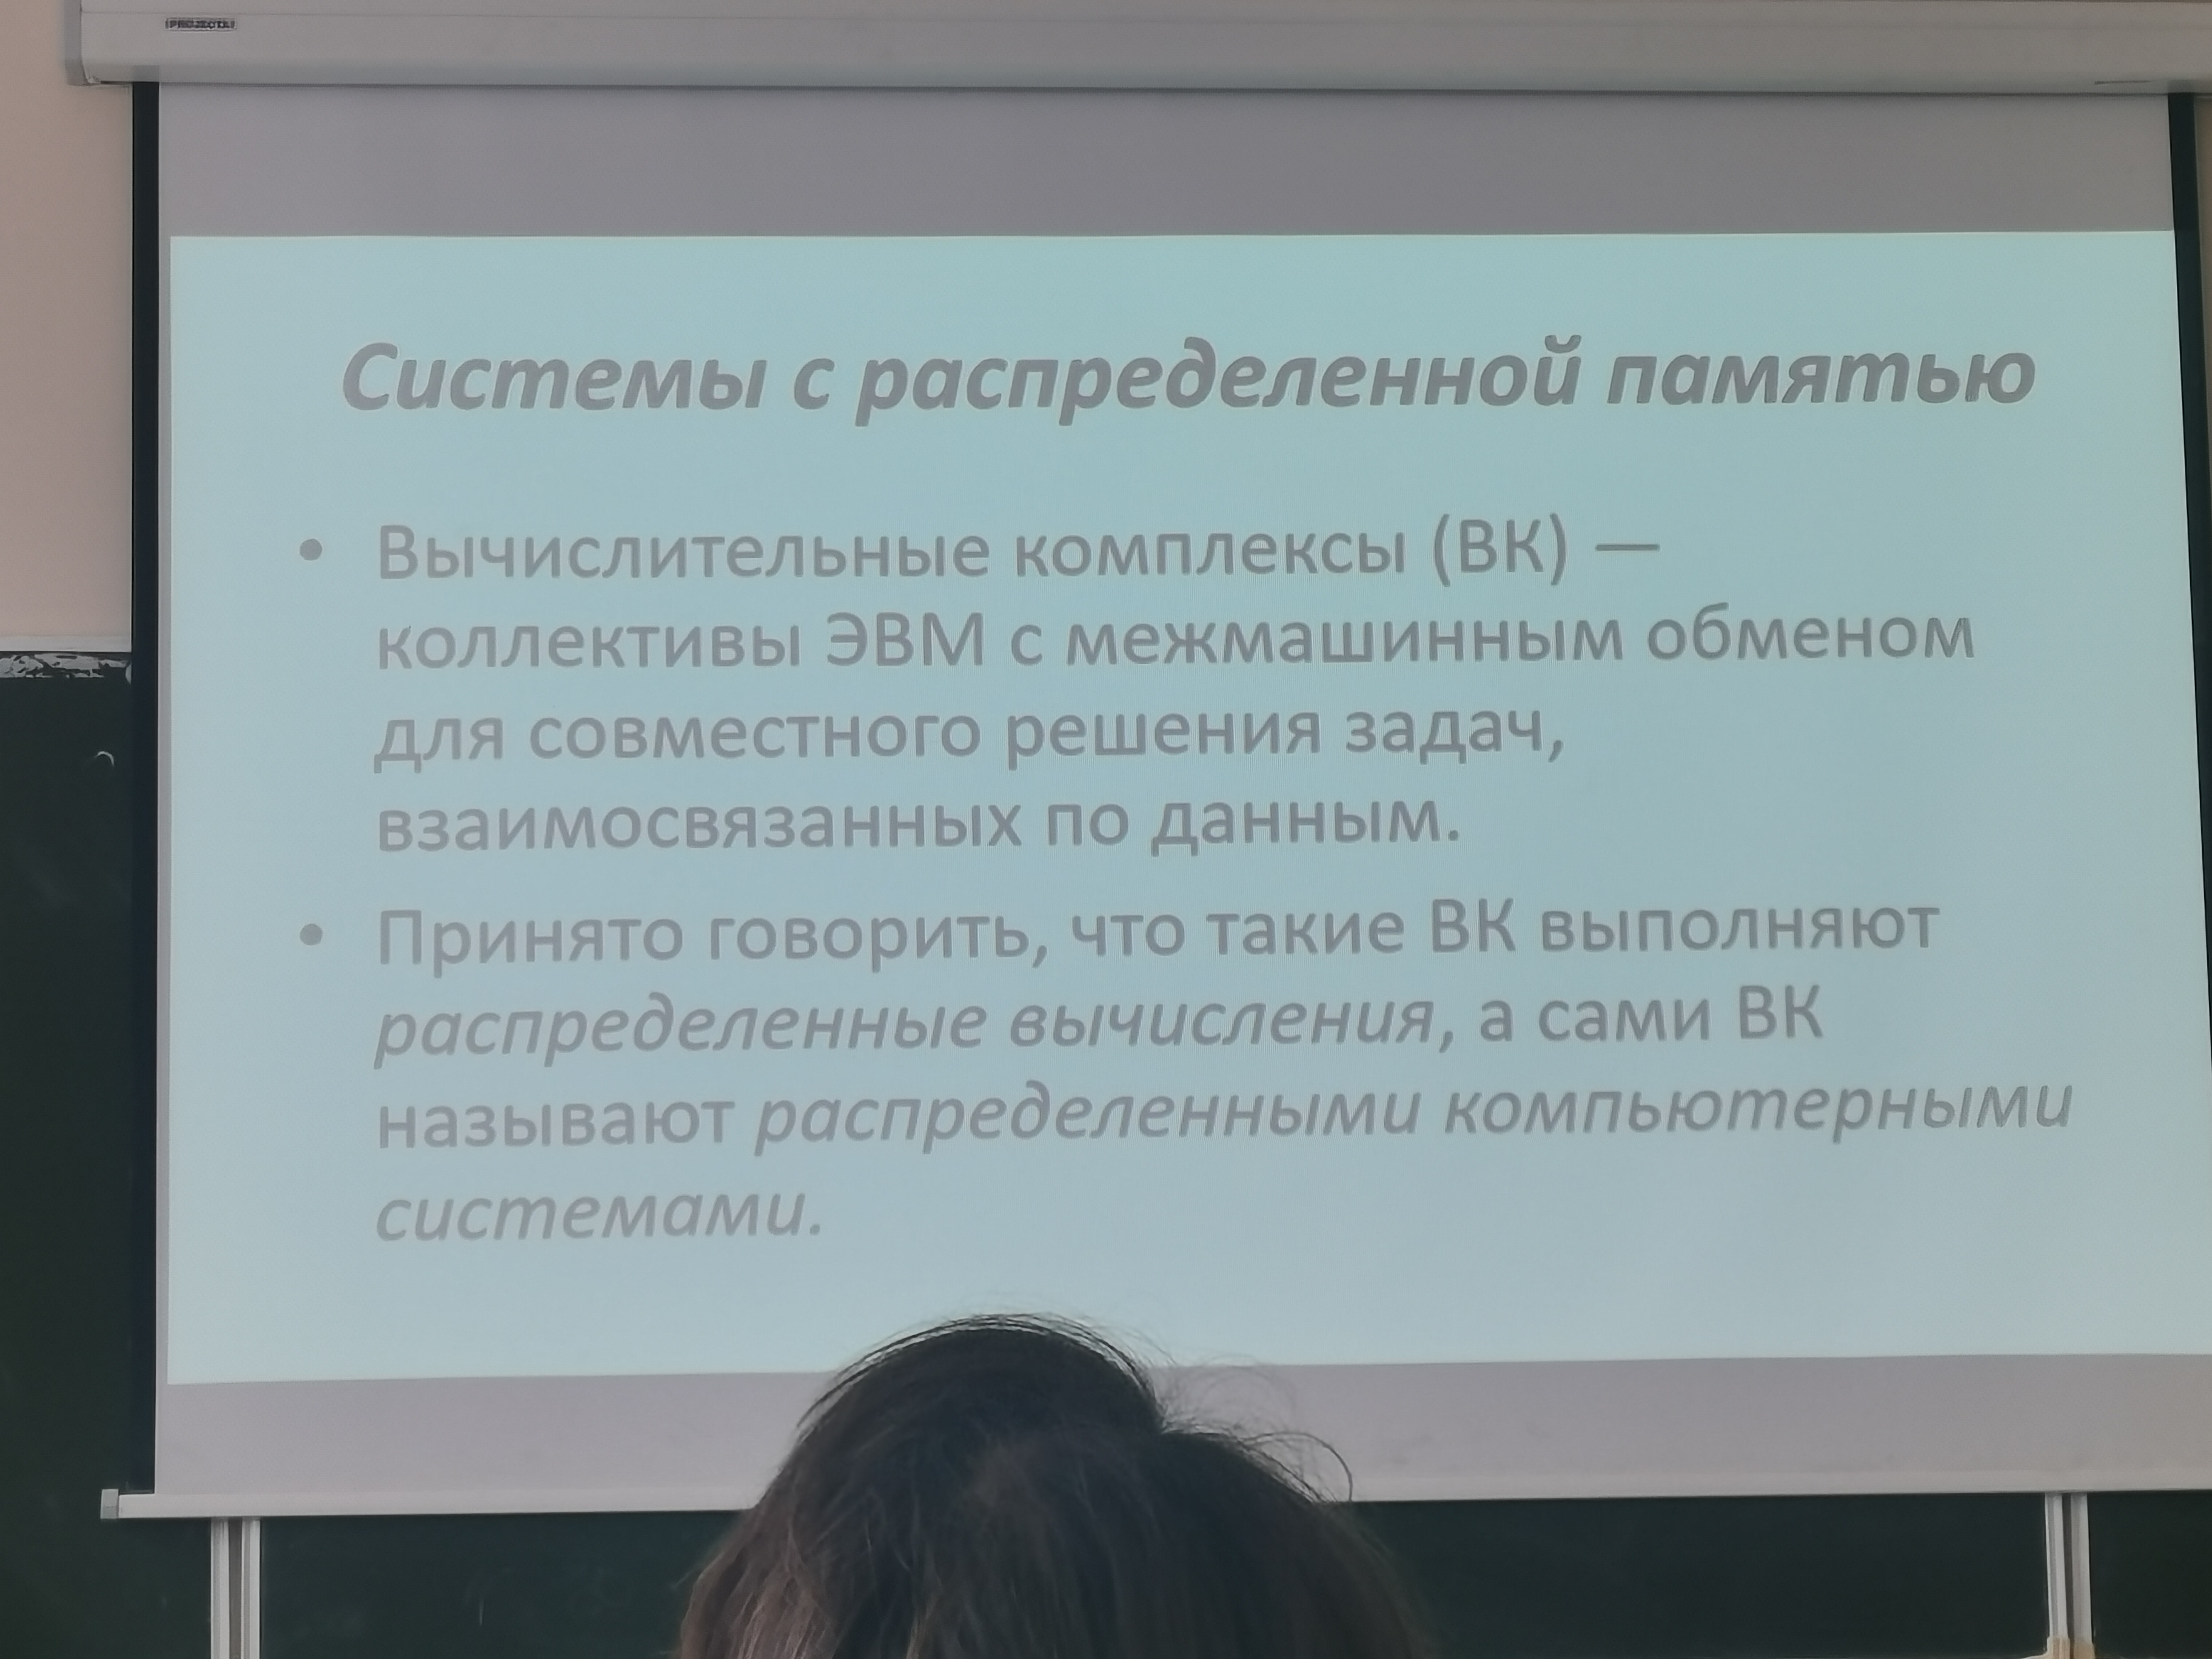 PROJECTA
Системы с распределенной памятью
• Вычислительные комплексы (ВК) —
коллективы ЭВМ с межмашинным обменом
для совместного решения задач,
взаимосвязанных по данным.
• Принято говорить, что такие ВК выполняют
распределенные вычисления, а сами ВК
называют распределенными компьютерными
системами.